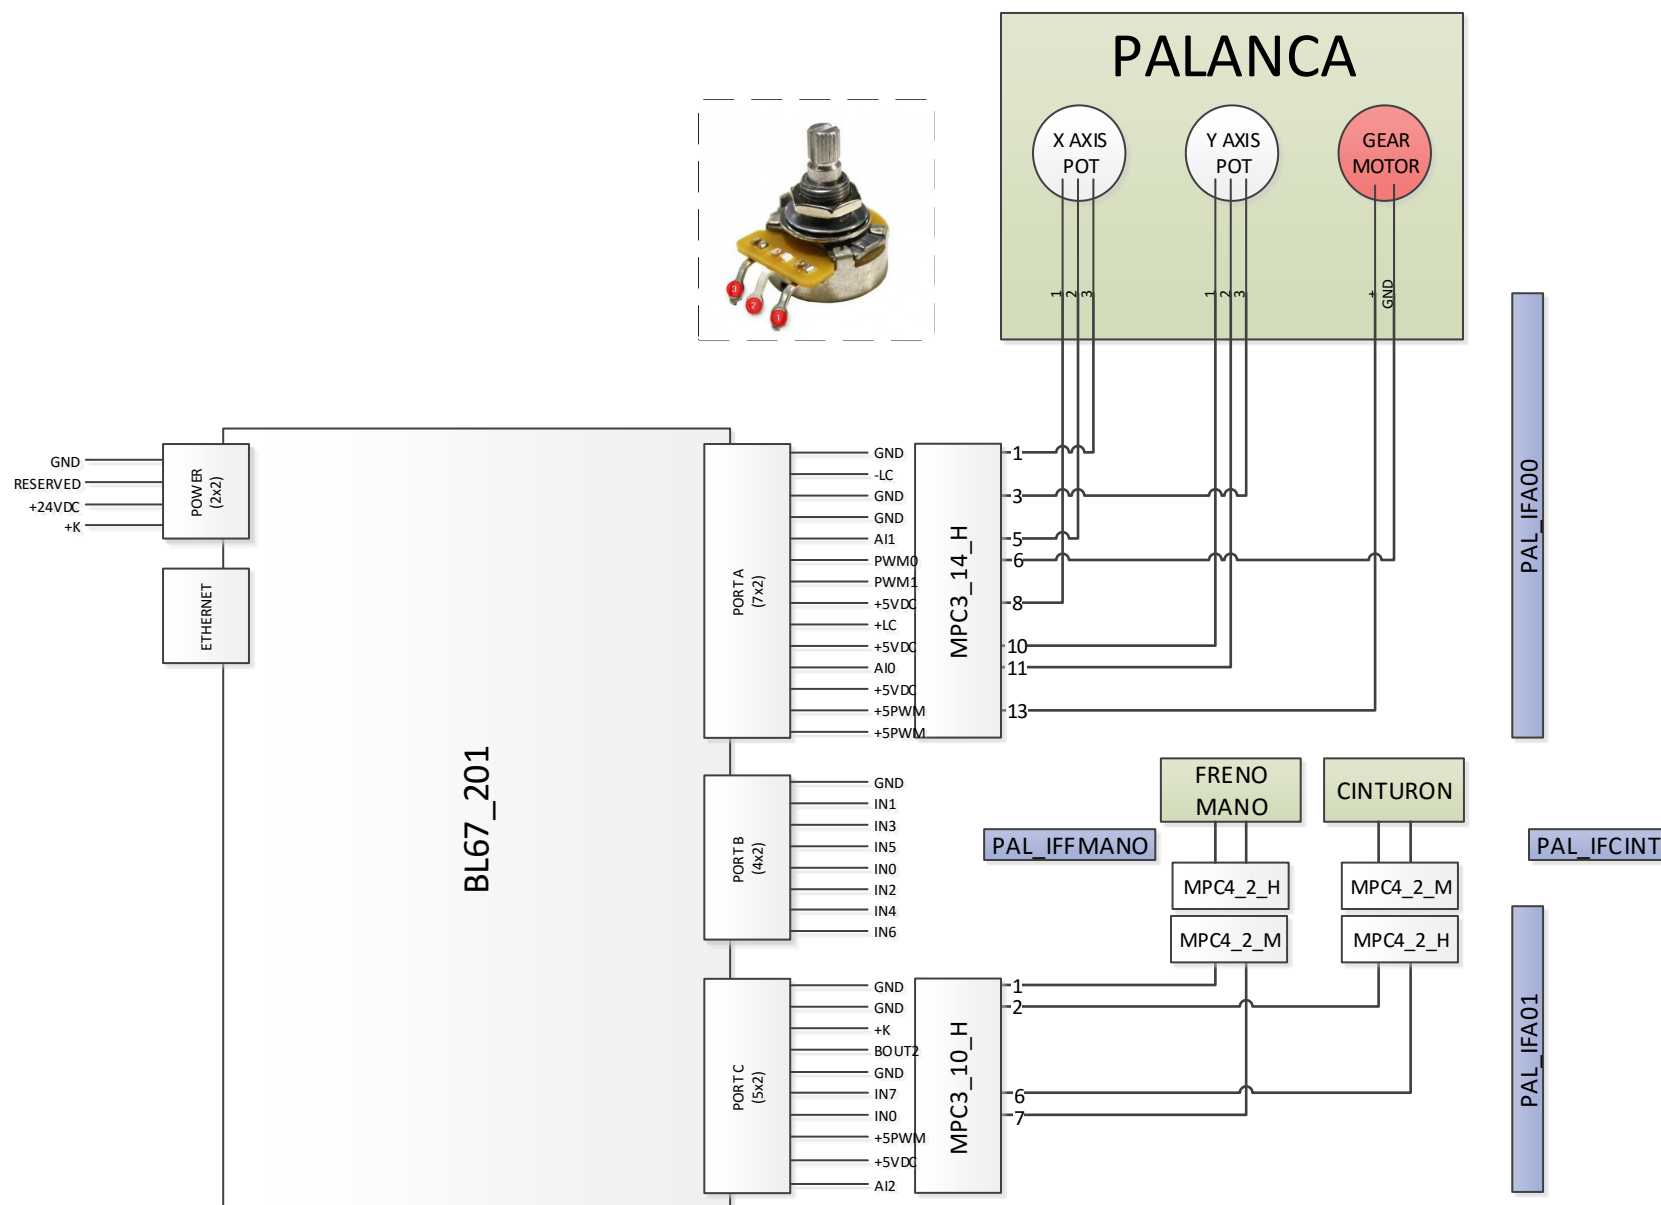 PALANCA
X AXIS
POT
Y AXIS
POT
GEAR
MOTOR
3
2
1
1
2
3
1
2
3
+
GND
PAL_IFA00
GND
RESERVED
+24VDC
+K
POWER
(2x2)
ETHERNET
BL67_201
PORT A
(7x2)
GND
-LC
GND
GND
AI1
PWM0
PWM1
+5VDC
+LC
+5VDC
AI0
+5VDC
+5PWM
+5PWM
MPC3_14_H
1
3
5
6
8
10
11
13
PORT B
(4x2)
GND
IN1
IN3
IN5
IN0
IN2
IN4
IN6
FRENO
MANO
CINTURON
PAL_IFFMANO
PAL_IFCINT
MPC4_2_H
MPC4_2_M
MPC4_2_M
MPC4_2_H
PORT C
(5x2)
GND
GND
+K
BOUT2
GND
IN7
IN0
+5PWM
+5VDC
AI2
MPC3_10_H
1
2
6
7
PAL_IFA01